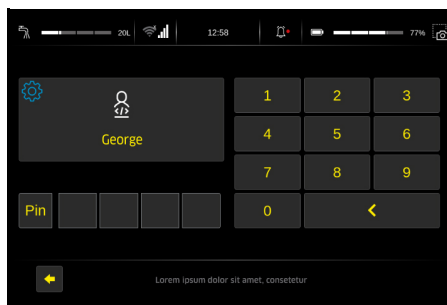 20L 12:58 77%
</>
George
1 2 3
4 5 6
7 8 9
0
Pin
Lorem ipsum dolor sit amet, consetetur